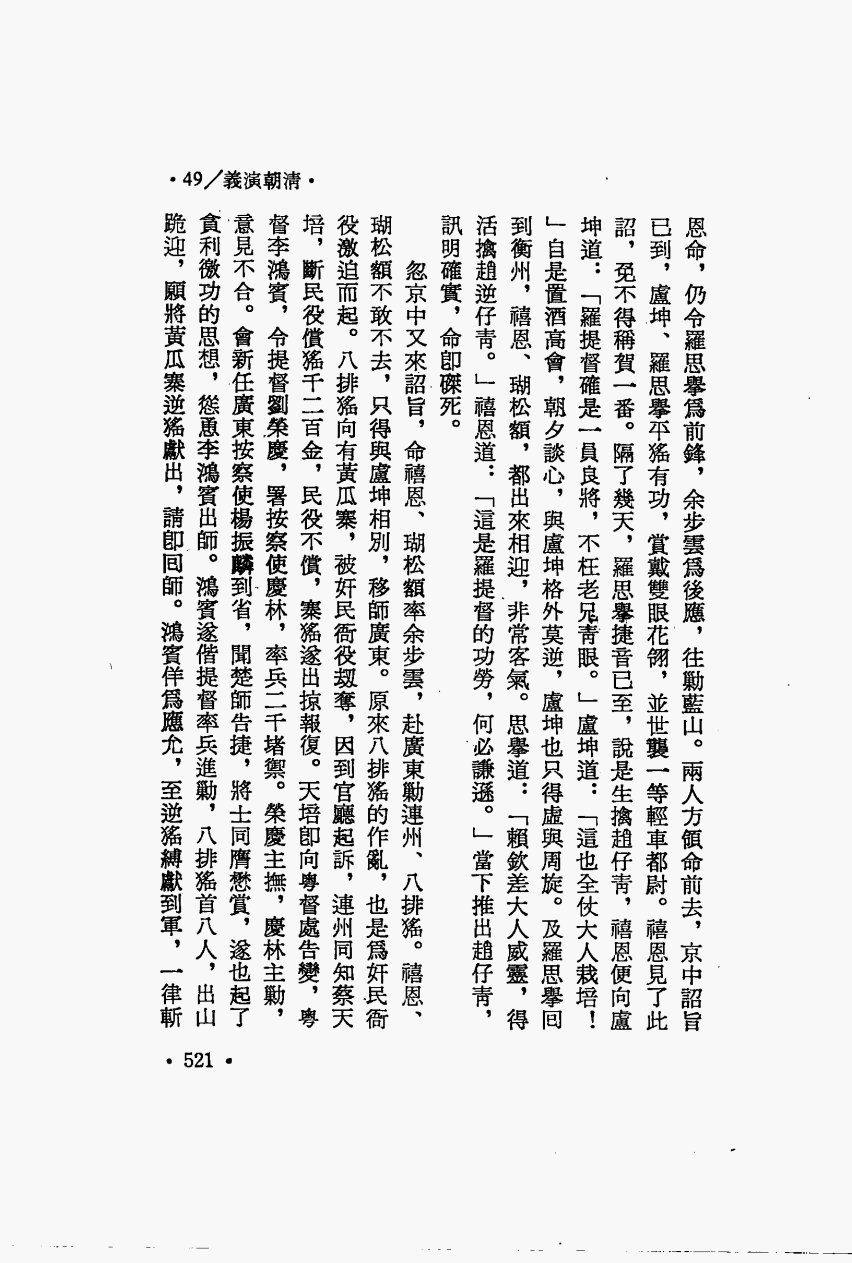 •49／義演朝清•
恩命，仍令羅思舉爲前鋒，余步雲爲後應，往勦藍山。兩人方領命前去，京中詔旨
已到，盧坤、羅思舉平猺有功，賞戴雙眼花翎，並世襲一等輕車都尉。禧恩見了此
詔，免不得稱賀一番。隔了幾天，羅思舉捷音已至，說是生擒趙仔青，禧恩便向盧
坤道：「羅提督確是一員良將，不枉老兄青眼。」盧坤道：「這也全仗大人栽培！
」自是置酒高會，朝夕談心，與盧坤格外莫逆，盧坤也只得虛與周旋。及羅思舉回
到衡州，禧恩、瑚松額，都出來相迎，非常客氣。思舉道：「賴欽差大人威靈，得
活擒趙逆仔青。」禧恩道：「這是羅提督的功勞，何必謙遜。」當下推出趙仔青，
訊明確實，命卽磔死。
忽京中又來詔旨，命禧恩、瑚松額率余步雲，赴廣東勦連州、八排猺。禧恩、
瑚松額不敢不去，只得與盧坤相別，移師廣東。原來八排猺的作亂，也是爲奸民衙
役激迫而起。八排猺向有黃瓜寨，被奸民衙役刼奪，因到官廳起訴，連州同知蔡天
培，斷民役償猺千二百金，民役不償，寨猺遂出掠報復。天培卽向粵督處告變，粵
督李鴻賓，令提督劉榮慶，署按察使慶林，率兵二千堵禦。榮慶主撫，慶林主勦，
意見不合。會新任廣東按察使楊振麟到省，聞楚師告捷，將士同膺懋賞，遂也起了
貪利徼功的思想，慫恿李鴻賓出師。鴻賓遂偕提督率兵進勦，八排猺首八人，出山
跪迎，願將黃瓜寨逆猺獻出，請卽回師。鴻賓佯爲應允，至逆猺縛獻到軍，一律斬
•521•